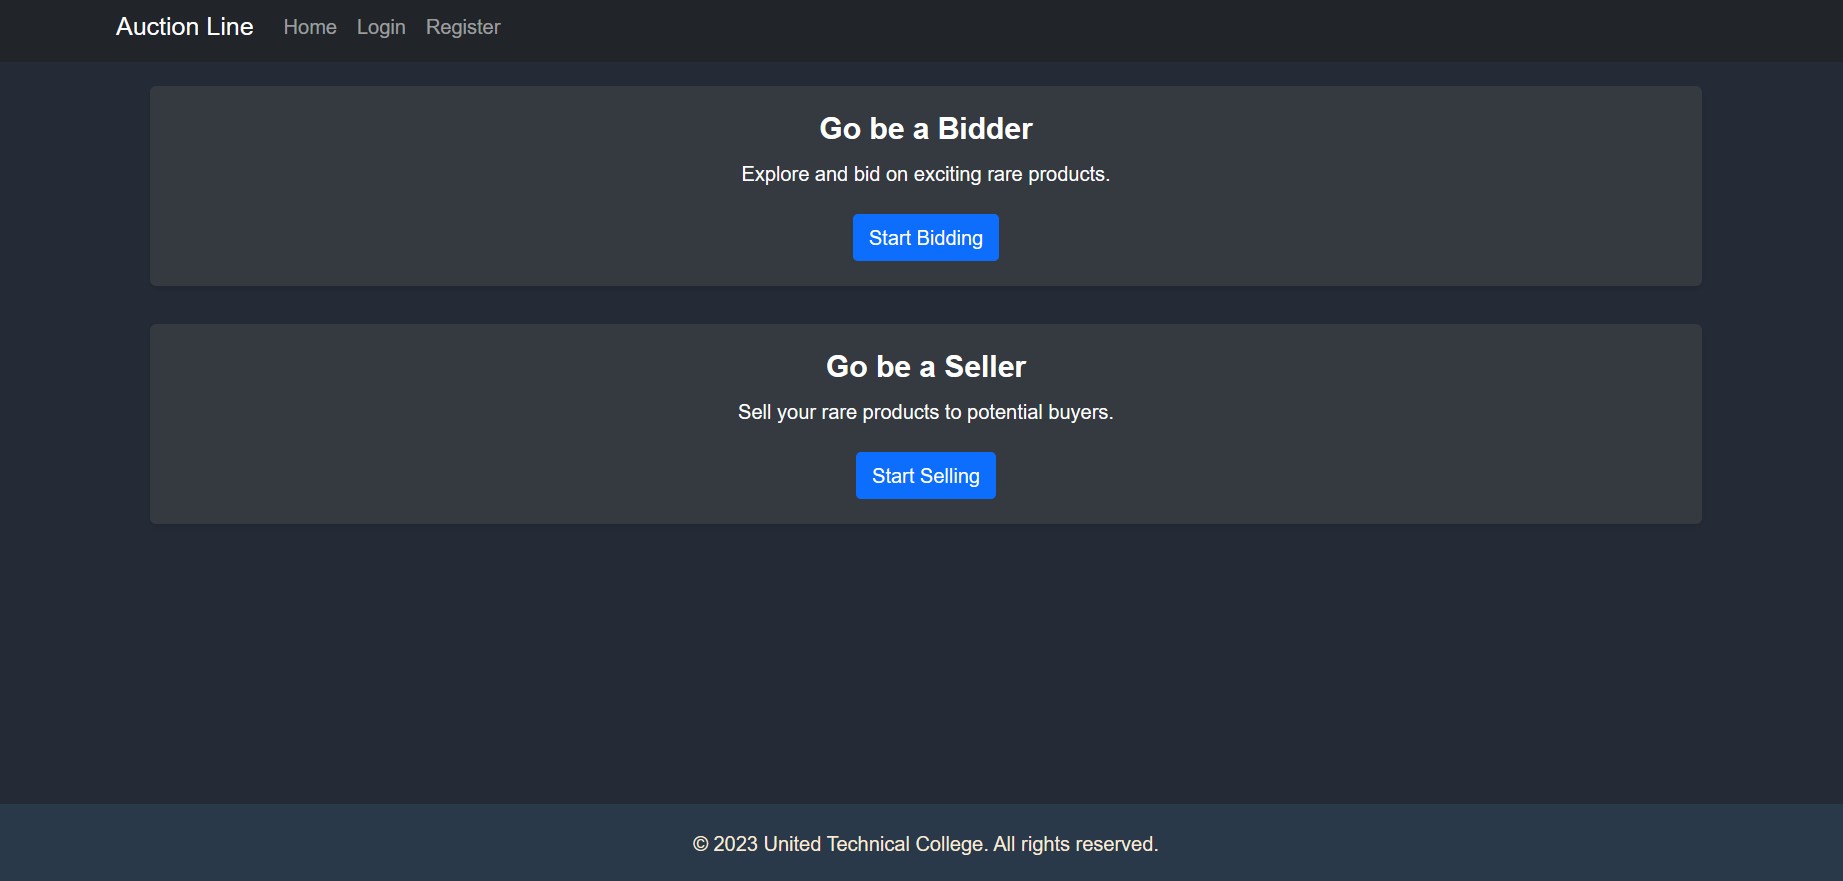 Auction Line Home Login Register
Go be a Bidder
Explore and bid on exciting rare products.
Start Bidding
Go be a Seller
Sell your rare products to potential buyers.
Start Selling
© 2023 United Technical College. All rights reserved.